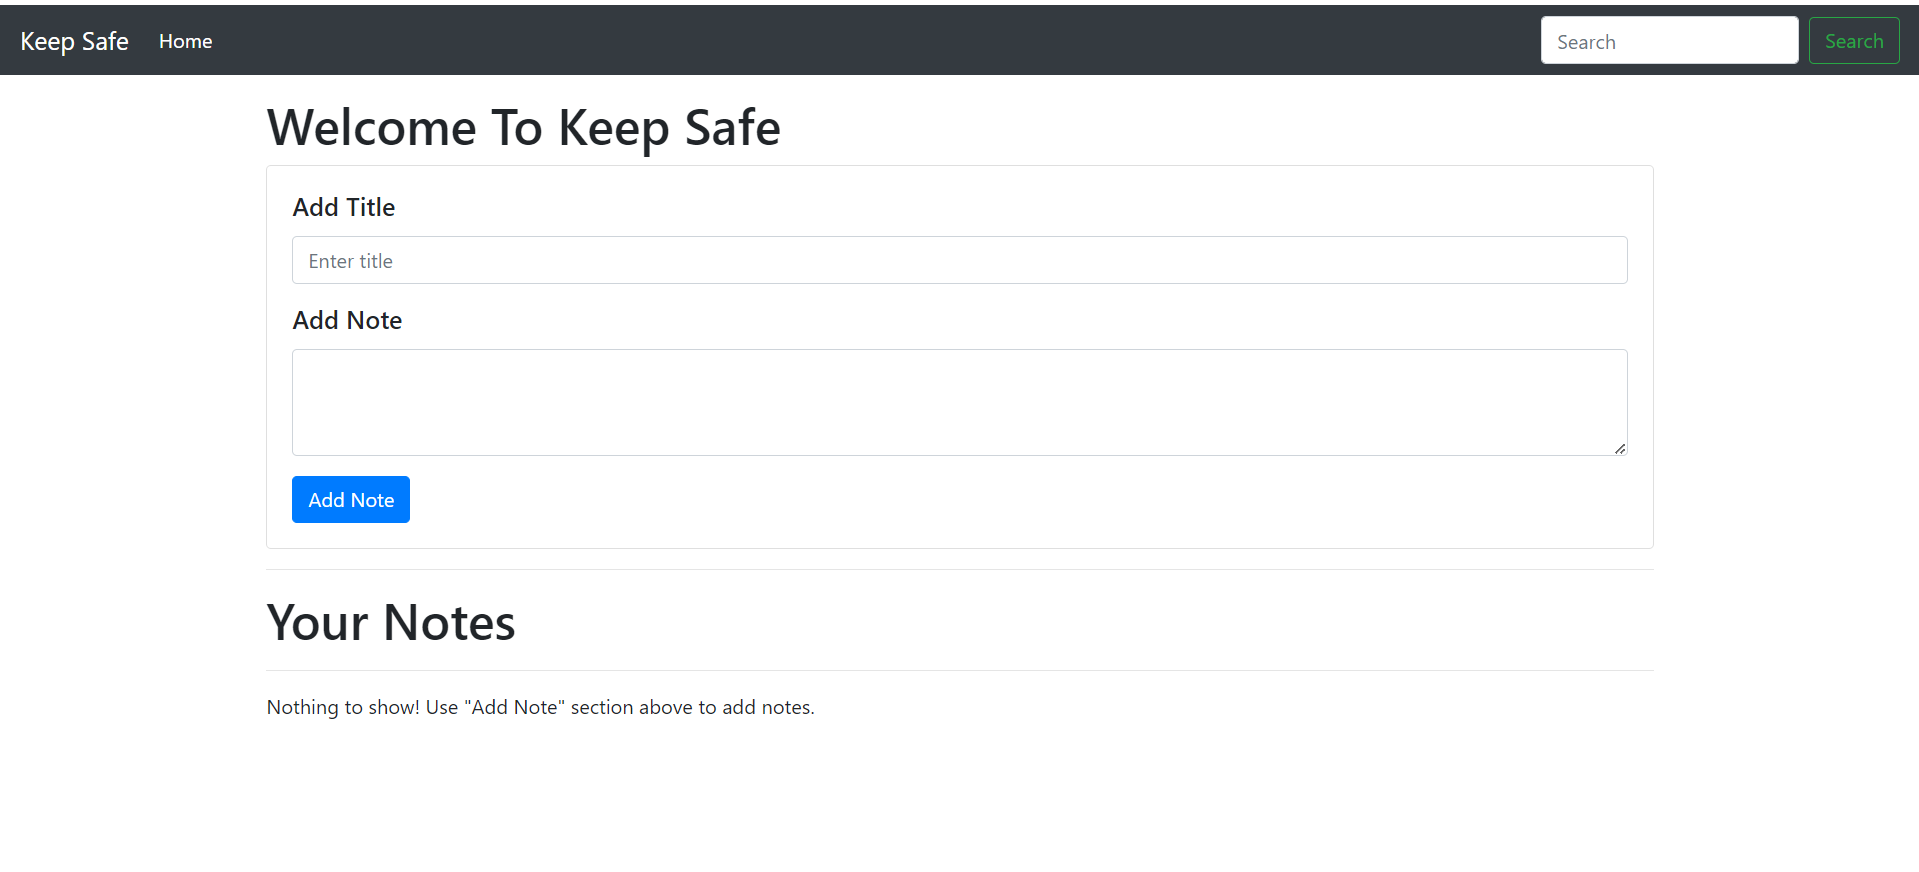 Keep Safe Home Search Search
Welcome To Keep Safe
Add Title
Enter title
Add Note
Add Note
Your Notes
Nothing to show! Use "Add Note" section above to add notes.